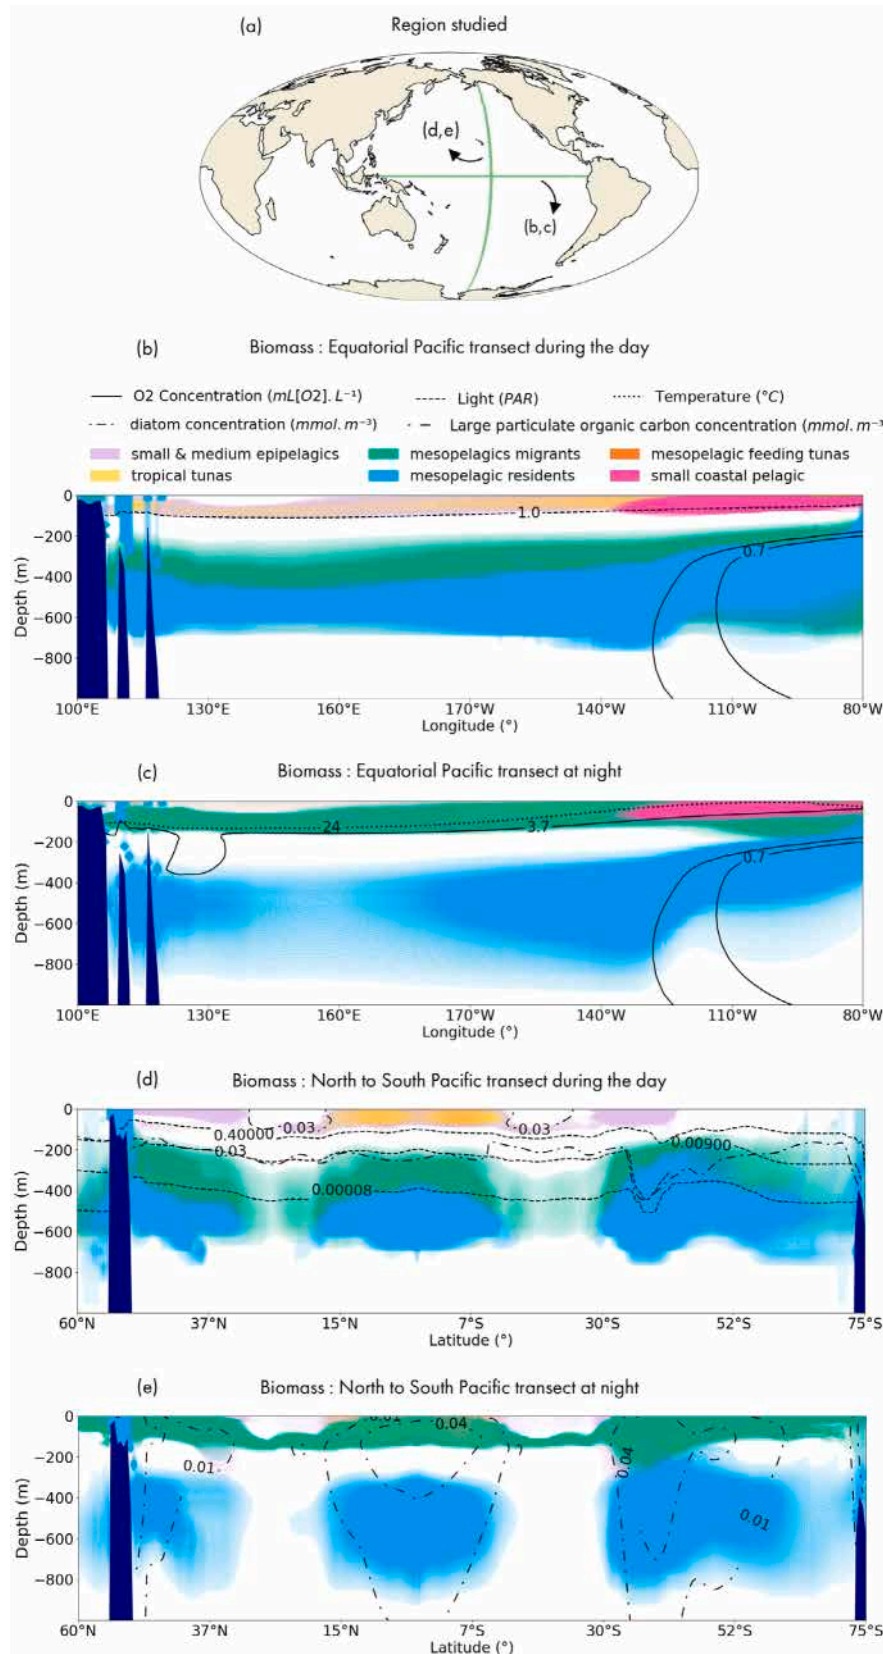 (a) Region studied
(d,e)
(b,c)
(b) Biomass : Equatorial Pacific transect during the day
O2 Concentration (mL[O2]. L⁻¹) Light (PAR) Temperature (°C)
diatom concentration (mmol. m⁻³) Large particulate organic carbon concentration (mmol. m⁻³
small & medium epipelagics mesopelagics migrants mesopelagic feeding tunas
tropical tunas mesopelagic residents small coastal pelagic
0
1.0
−200
0.7
−400
−600
−800
Depth (m)
100°E 130°E 160°E 170°W 140°W 110°W 80°W
Longitude (°)
(c) Biomass : Equatorial Pacific transect at night
0
24 3.7
−200
0.7
−400
−600
−800
Depth (m)
100°E 130°E 160°E 170°W 140°W 110°W 80°W
Longitude (°)
(d) Biomass : North to South Pacific transect during the day
0
0.03 0.03
0.40000
−200
0.03 0.00900
−400
0.00008
−600
−800
Depth (m)
60°N 37°N 15°N 7°S 30°S 52°S 75°S
Latitude (°)
(e) Biomass : North to South Pacific transect at night
0
0.01 0.04
−200
0.01 0.04
−400
0.01
−600
−800
Depth (m)
60°N 37°N 15°N 7°S 30°S 52°S 75°S
Latitude (°)